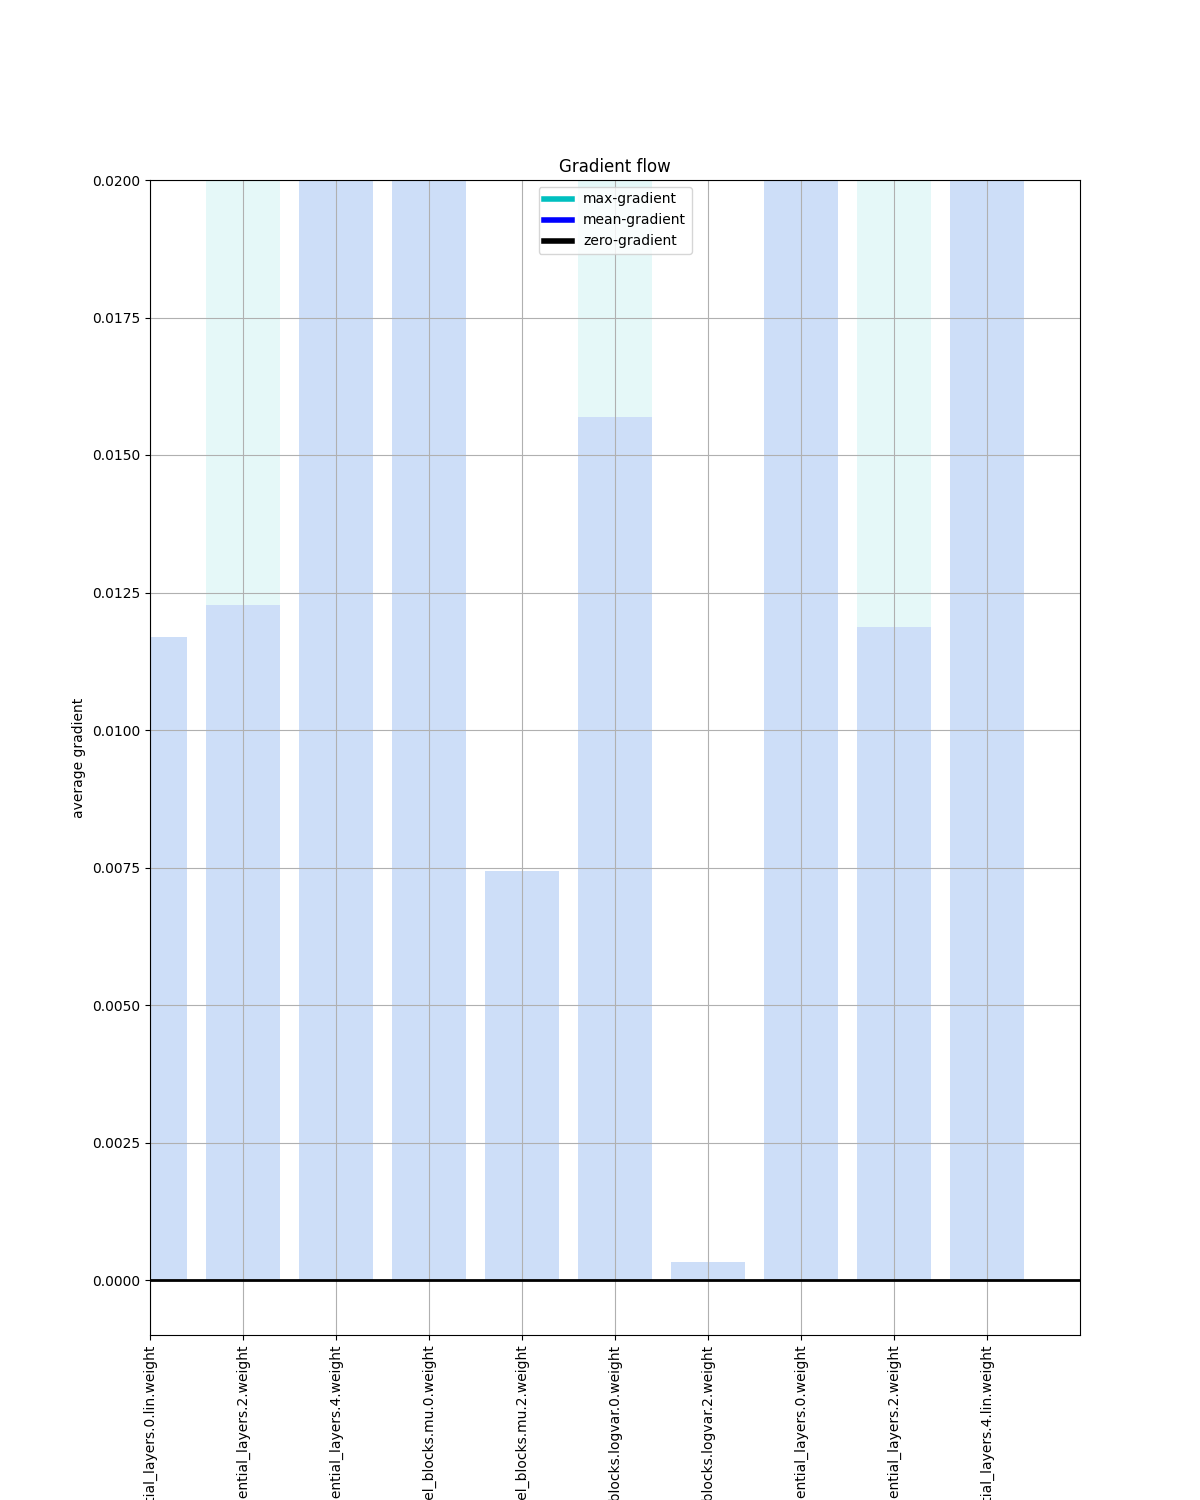 Gradient flow
max-gradient
mean-gradient
zero-gradient
0.0200
0.0175
0.0150
0.0125
0.0100
0.0075
0.0050
0.0025
0.0000
average gradient
tial_layers.0.lin.weight
ential_layers.2.weight
ential_layers.4.weight
el_blocks.mu.0.weight
el_blocks.mu.2.weight
blocks.logvar.0.weight
blocks.logvar.2.weight
ential_layers.0.weight
ential_layers.2.weight
tial_layers.4.lin.weight